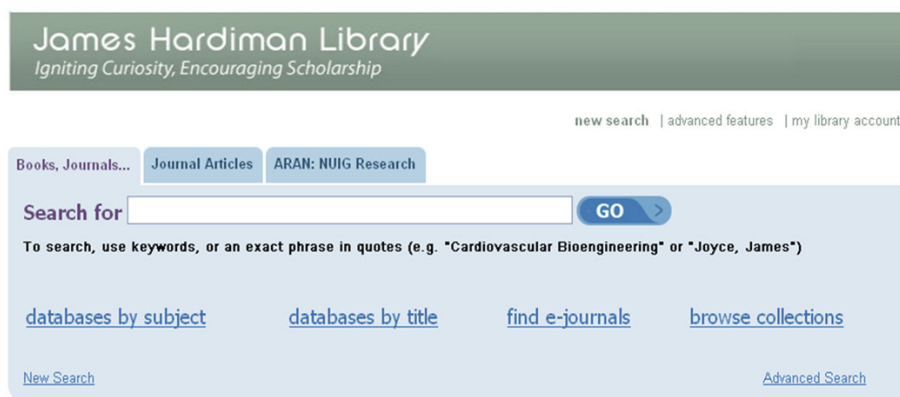 James Hardiman Library
Igniting Curiosity, Encouraging Scholarship
new search | advanced features | my library account
Books, Journals... Journal Articles ARAN: NUIG Research
Search for GO >
To search, use keywords, or an exact phrase in quotes (e.g. "Cardiovascular Bioengineering" or "Joyce, James")
databases by subject databases by title find e-journals browse collections
New Search Advanced Search